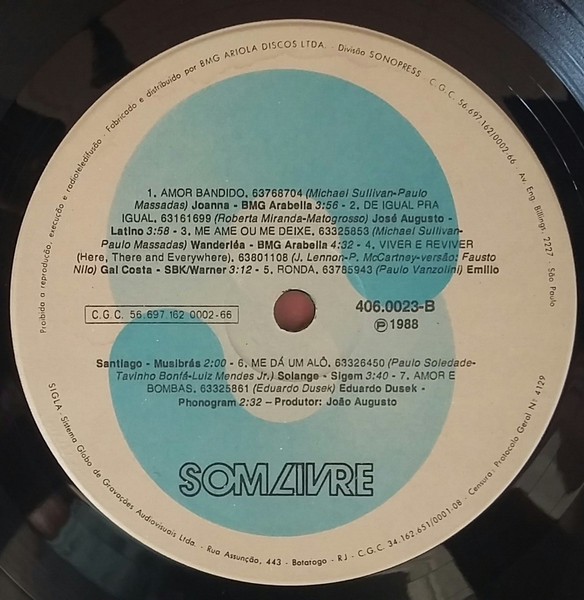 Fabricado e distribuído por BMG ARIOLA DISCOS LTDA. - Divisão SONOPRESS - C.G.C. 56.697.162/0002-66 - Av. Eng. Billings, 2227 - São Paulo
Proibida a reprodução, execução e radioteledifusão -
1. AMOR BANDIDO, 63768704 (Michael Sullivan-Paulo
Massadas) Joanna - BMG Arabella 3:56 - 2, DE IGUAL PRA
IGUAL, 63161699 (Roberta Miranda-Matogrosso) José Augusto -
Latino 3:58 - 3, ME AME OU ME DEIXE, 63325853 (Michael Sullivan-
Paulo Massadas) Wanderléa - BMG Arabella 4:32 - 4, VIVER E REVIVER
(Here, There and Everywhere), 63801108 (J. Lennon-P. McCartney-versão: Fausto
Nilo) Gal Costa - SBK/Warner 3:12 - 5, RONDA, 63785943 (Paulo Vanzolini) Emílio
C.G.C. 56.697.162 0002-66
406.0023-B
Ⓟ 1988
Santiago - Musibrás 2:00 - 6, ME DÁ UM ALÔ, 63326450 (Paulo Soledade-
Tavinho Bonfá-Luiz Mendes Jr.) Solange - Sigem 3:40 - 7, AMOR E
BOMBAS, 63325861 (Eduardo Dusek) Eduardo Dusek -
Phonogram 2:32 – Produtor: João Augusto
SOM LIVRE
SIGLA - Sistema Globo de Gravações Audiovisuais Ltda. - Rua Assunção, 443 - Botafogo - RJ - C.G.C. 34.162.651/0001-08 - Censura: Protocolo Geral Nº 4129